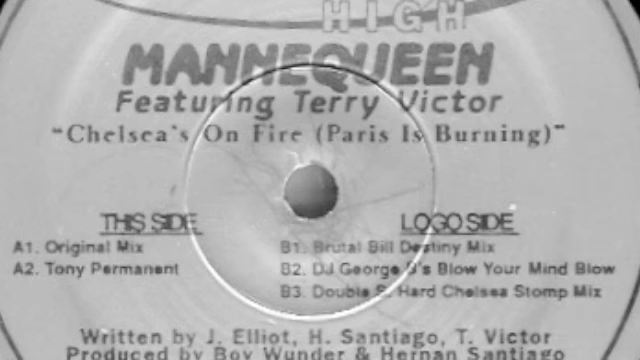 HIGH
MANNEQUEEN
Featuring Terry Victor
"Chelsea's On Fire (Paris Is Burning)"
THIS SIDE LOGO SIDE
A1. Original Mix B1. Brutal Bill Destiny Mix
A2. Tony Permanent B2. DJ George 's Blow Your Mind Blow
B3. Double S. Hard Chelsea Stomp Mix
Written by J. Elliot, H. Santiago, T. Victor
Produced by Boy Wunder & Hernan Santiago